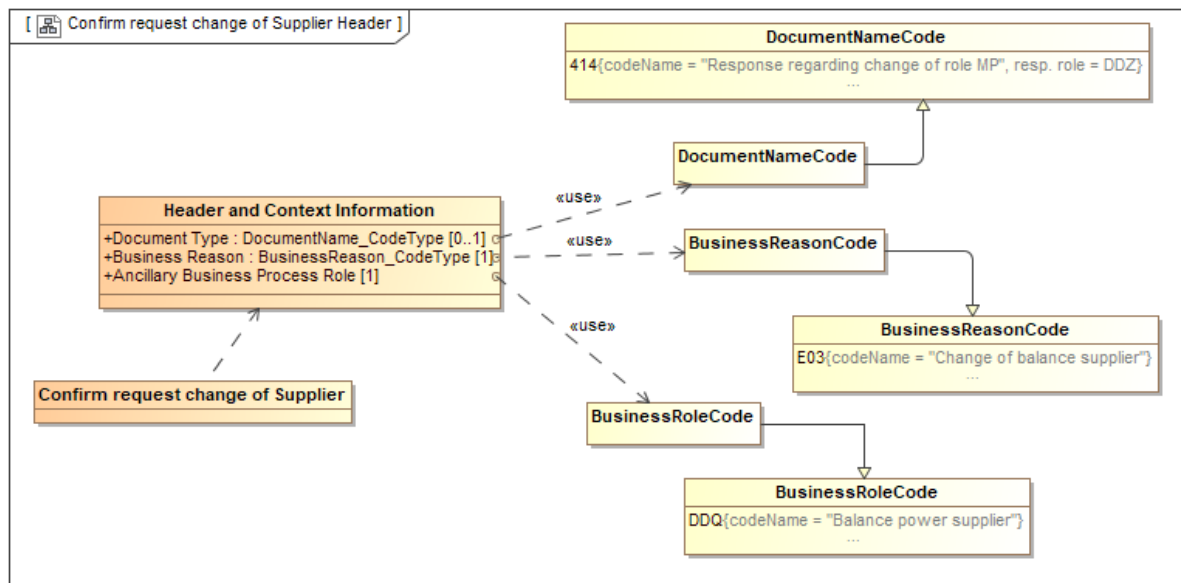 [ Confirm request change of Supplier Header ]
DocumentNameCode
414{codeName = "Response regarding change of role MP", resp. role = DDZ}
...
DocumentNameCode
«use»
Header and Context Information
+Document Type : DocumentName_CodeType [0..1]
+Business Reason : BusinessReason_CodeType [1]
+Ancillary Business Process Role [1]
«use»
BusinessReasonCode
«use»
BusinessReasonCode
E03{codeName = "Change of balance supplier"}
...
Confirm request change of Supplier
BusinessRoleCode
BusinessRoleCode
DDQ{codeName = "Balance power supplier"}
...